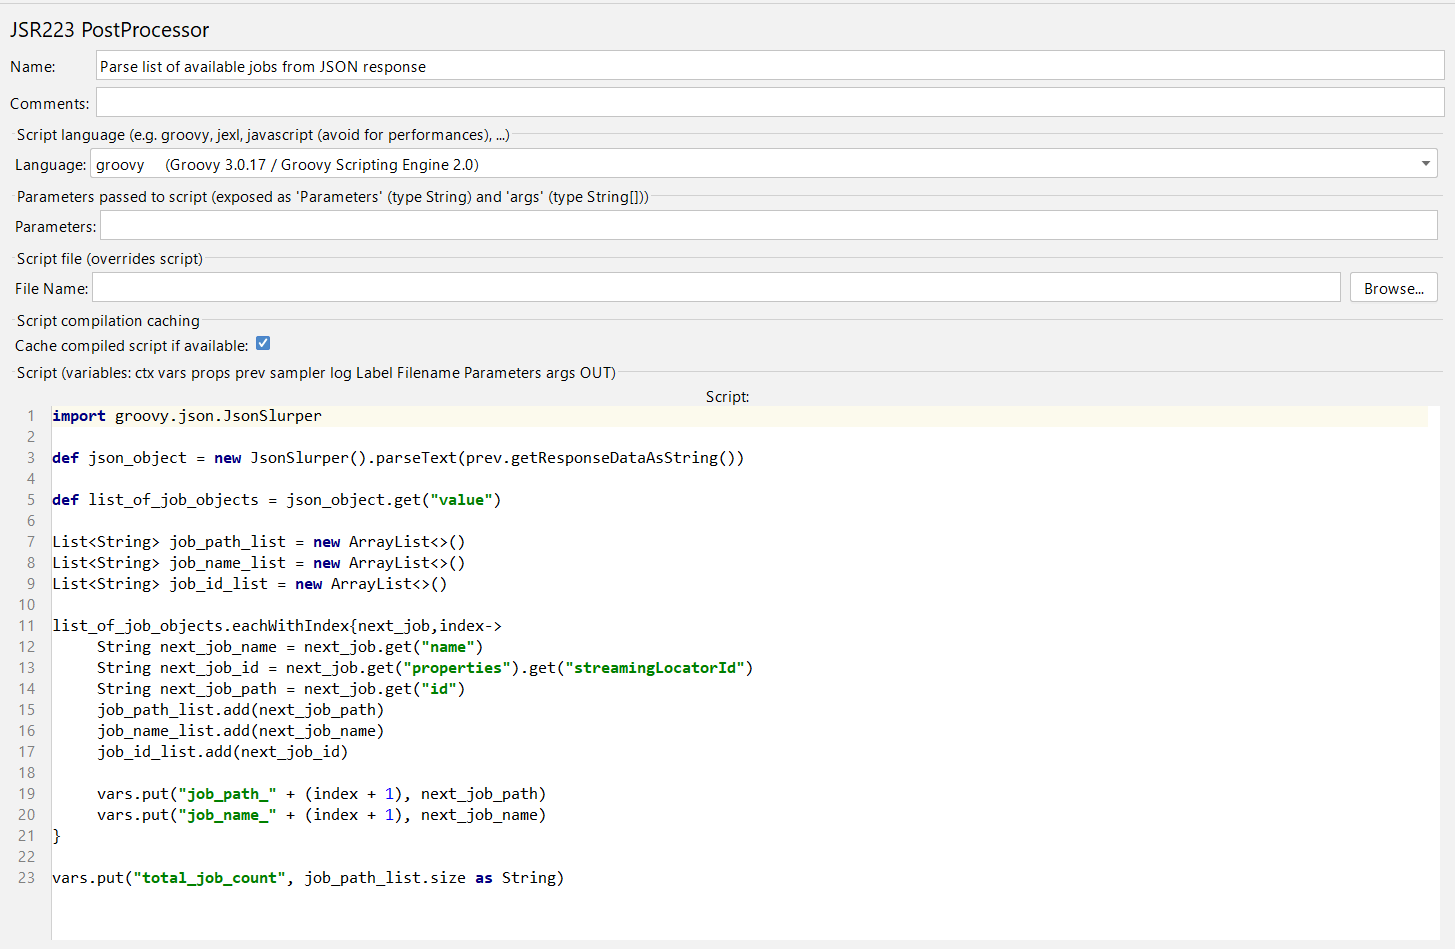 JSR223 PostProcessor
Name: Parse list of available jobs from JSON response
Comments:
Script language (e.g. groovy, jexl, javascript (avoid for performances), ...)
Language: groovy (Groovy 3.0.17 / Groovy Scripting Engine 2.0)
Parameters passed to script (exposed as 'Parameters' (type String) and 'args' (type String[]))
Parameters:
Script file (overrides script)
File Name: Browse...
Script compilation caching
Cache compiled script if available:
Script (variables: ctx vars props prev sampler log Label Filename Parameters args OUT)
Script:
1 import groovy.json.JsonSlurper
2
3 def json_object = new JsonSlurper().parseText(prev.getResponseDataAsString())
4
5 def list_of_job_objects = json_object.get("value")
6
7 List<String> job_path_list = new ArrayList<>()
8 List<String> job_name_list = new ArrayList<>()
9 List<String> job_id_list = new ArrayList<>()
10
11 list_of_job_objects.eachWithIndex{next_job,index->
12 String next_job_name = next_job.get("name")
13 String next_job_id = next_job.get("properties").get("streamingLocatorId")
14 String next_job_path = next_job.get("id")
15 job_path_list.add(next_job_path)
16 job_name_list.add(next_job_name)
17 job_id_list.add(next_job_id)
18
19 vars.put("job_path_" + (index + 1), next_job_path)
20 vars.put("job_name_" + (index + 1), next_job_name)
21 }
22
23 vars.put("total_job_count", job_path_list.size as String)